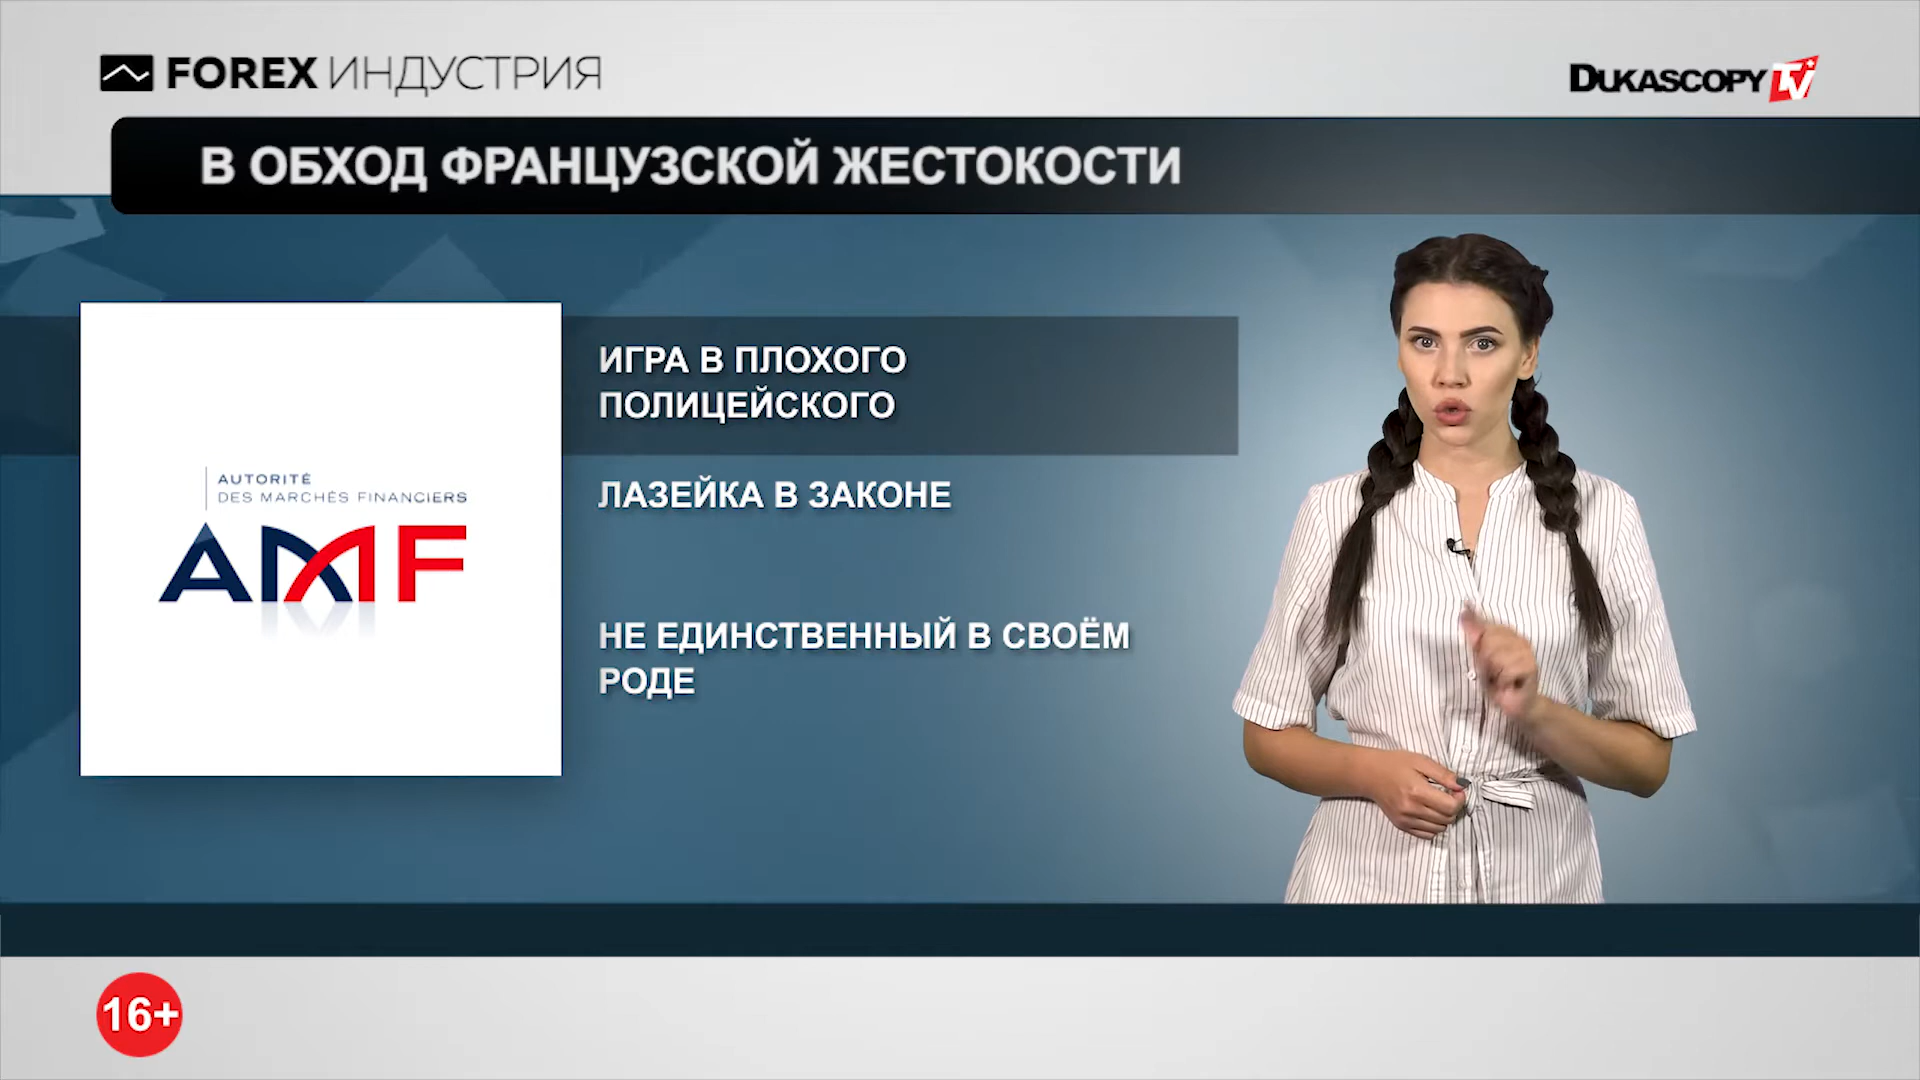 FOREX ИНДУСТРИЯ
DUKASCOPY TV
В ОБХОД ФРАНЦУЗСКОЙ ЖЕСТОКОСТИ
ИГРА В ПЛОХОГО
ПОЛИЦЕЙСКОГО
AUTORITÉ
DES MARCHÉS FINANCIERS
AMF
ЛАЗЕЙКА В ЗАКОНЕ
НЕ ЕДИНСТВЕННЫЙ В СВОЁМ
РОДЕ
16+